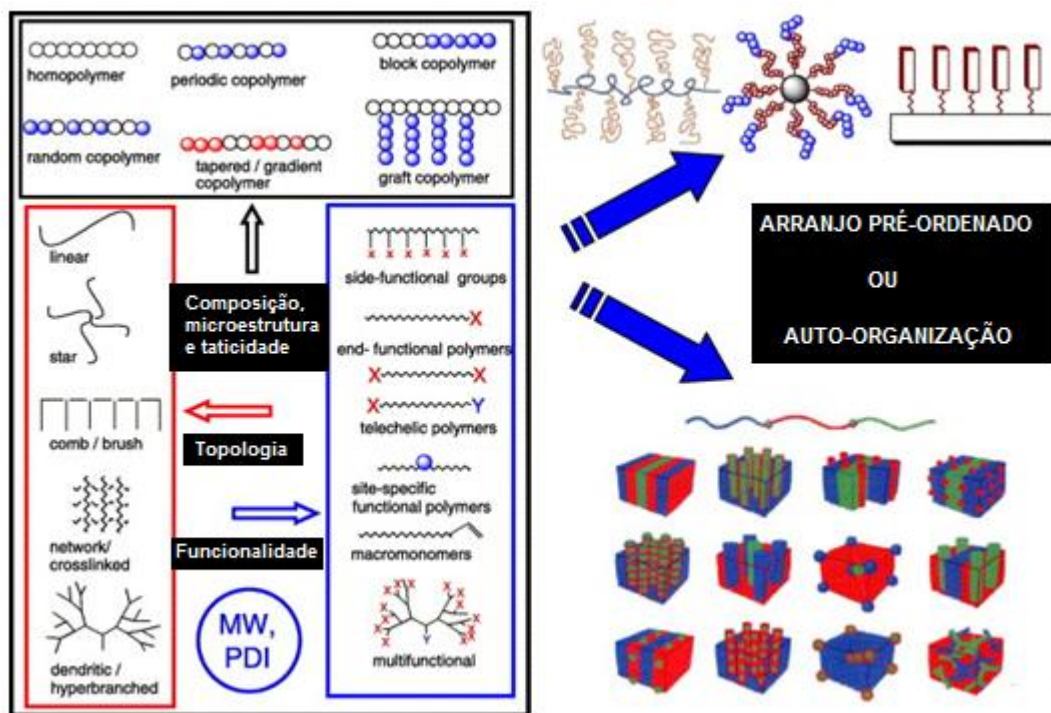 homopolymer
periodic copolymer
block copolymer
random copolymer
tapered / gradient
copolymer
graft copolymer
linear
star
comb / brush
network/
crosslinked
dendritic /
hyperbranched
Composição,
microestrutura
e taticidade
Topologia
Funcionalidade
MW,
PDI
x x x x x x
side-functional groups
X
end- functional polymers
X X
telechelic polymers
X Y
site-specific
functional polymers
macromonomers
Y
multifunctional
ARRANJO PRÉ-ORDENADO
OU
AUTO-ORGANIZAÇÃO